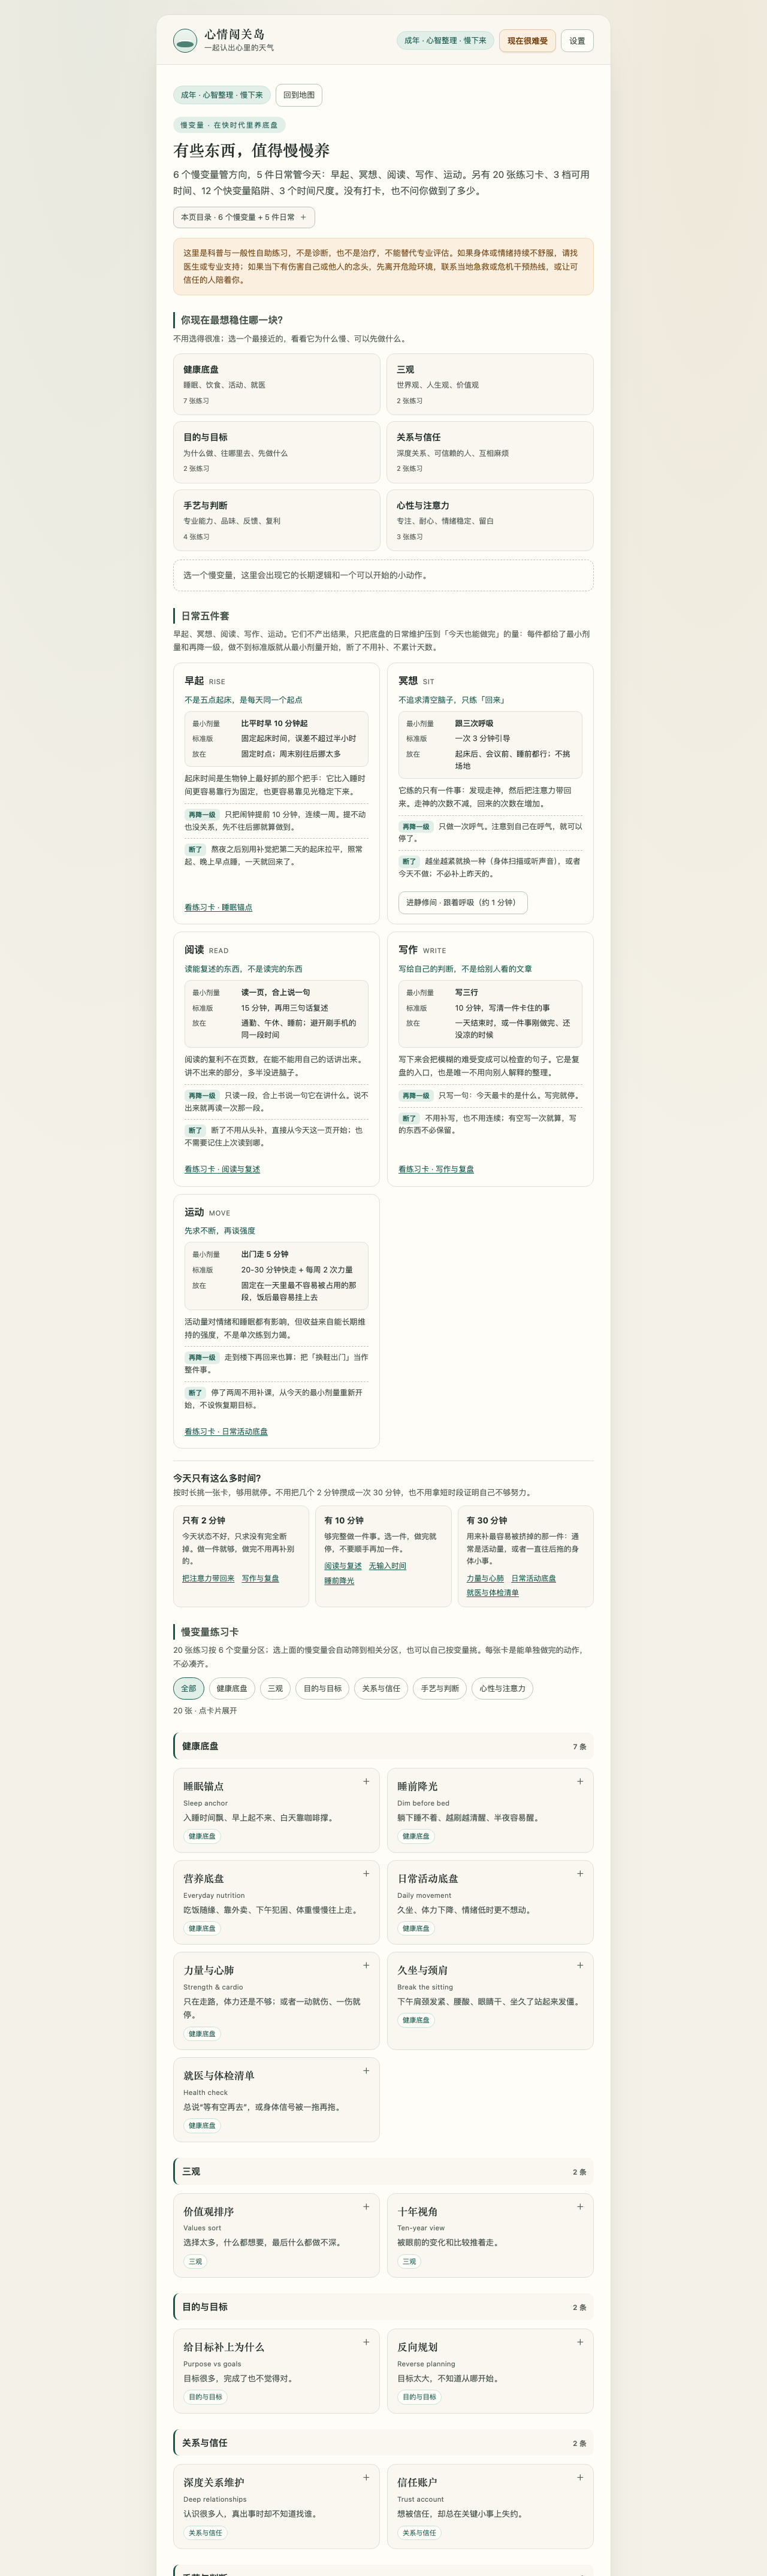 心情闯关岛
一起认出心里的天气
成年 · 心智整理 · 慢下来
现在很难受
设置
成年 · 心智整理 · 慢下来
回到地图
慢变量 · 在快时代里养底盘
有些东西，值得慢慢养
6 个慢变量管方向，5 件日常管今天：早起、冥想、阅读、写作、运动。另有 20 张练习卡、3 档可用
时间、12 个快变量陷阱、3 个时间尺度。没有打卡，也不问你做到了多少。
本页目录 · 6 个慢变量 + 5 件日常 +
这里是科普与一般性自助练习，不是诊断，也不是治疗，不能替代专业评估。如果身体或情绪持续不舒服，请找
医生或专业支持；如果当下有伤害自己或他人的念头，先离开危险环境，联系当地急救或危机干预热线，或让可
信任的人陪着你。
你现在最想稳住哪一块？
不用选得很准；选一个最接近的，看看它为什么慢、可以先做什么。
健康底盘
睡眠、饮食、活动、就医
7 张练习
三观
世界观、人生观、价值观
2 张练习
目的与目标
为什么做、往哪里去、先做什么
2 张练习
关系与信任
深度关系、可信赖的人、互相麻烦
2 张练习
手艺与判断
专业能力、品味、反馈、复利
4 张练习
心性与注意力
专注、耐心、情绪稳定、留白
3 张练习
选一个慢变量，这里会出现它的长期逻辑和一个可以开始的小动作。
日常五件套
早起、冥想、阅读、写作、运动。它们不产出结果，只把底盘的日常维护压到「今天也能做完」的量：每件都给了最小剂
量和再降一级，做不到标准版就从最小剂量开始，断了不用补、不累计天数。
早起 RISE
不是五点起床，是每天同一个起点
最小剂量 比平时早 10 分钟起
标准版 固定起床时间，误差不超过半小时
放在 固定时点；周末别往后挪太多
起床时间是生物钟上最好抓的那个把手：它比入睡时
间更容易靠行为固定，也更容易靠见光稳定下来。
再降一级 只把闹钟提前 10 分钟，连续一周。提不动
也没关系，先不往后挪就算做到。
断了 熬夜之后别用补觉把第二天的起床拉平，照常
起、晚上早点睡，一天就回来了。
看练习卡 · 睡眠锚点
冥想 SIT
不追求清空脑子，只练「回来」
最小剂量 跟三次呼吸
标准版 一次 3 分钟引导
放在 起床后、会议前、睡前都行；不挑
场地
它练的只有一件事：发现走神，然后把注意力带回
来。走神的次数不减，回来的次数在增加。
再降一级 只做一次呼气。注意到自己在呼气，就可以
停了。
断了 越坐越紧就换一种（身体扫描或听声音），或者
今天不做；不必补上昨天的。
进静修间 · 跟着呼吸（约 1 分钟）
阅读 READ
读能复述的东西，不是读完的东西
最小剂量 读一页，合上说一句
标准版 15 分钟，再用三句话复述
放在 通勤、午休、睡前；避开刷手机的
同一段时间
阅读的复利不在页数，在能不能用自己的话讲出来。
讲不出来的部分，多半没进脑子。
再降一级 只读一段，合上书说一句它在讲什么。说不
出来就再读一次那一段。
断了 断了不用从头补，直接从今天这一页开始；也
不需要记住上次读到哪。
看练习卡 · 阅读与复述
写作 WRITE
写给自己的判断，不是给别人看的文章
最小剂量 写三行
标准版 10 分钟，写清一件卡住的事
放在 一天结束时，或一件事刚做完、还
没凉的时候
写下来会把模糊的难受变成可以检查的句子。它是复
盘的入口，也是唯一不用向别人解释的整理。
再降一级 只写一句：今天最卡的是什么。写完就停。
断了 不用补写，也不用连续；有空写一次就算，写
的东西不必保留。
看练习卡 · 写作与复盘
运动 MOVE
先求不断，再谈强度
最小剂量 出门走 5 分钟
标准版 20-30 分钟快走 + 每周 2 次力量
放在 固定在一天里最不容易被占用的那
段，饭后最容易挂上去
活动量对情绪和睡眠都有影响，但收益来自能长期维
持的强度，不是单次练到力竭。
再降一级 走到楼下再回来也算；把「换鞋出门」当作
整件事。
断了 停了两周不用补课，从今天的最小剂量重新开
始，不设恢复期目标。
看练习卡 · 日常活动底盘
今天只有这么多时间？
按时长挑一张卡，够用就停。不用把几个 2 分钟攒成一次 30 分钟，也不用拿短时段证明自己不够努力。
只有 2 分钟
今天状态不好，只求没有完全断
掉。做一件就够，做完不用再补别
的。
把注意力带回来 写作与复盘
有 10 分钟
够完整做一件事。选一件，做完就
停，不要顺手再加一件。
阅读与复述 无输入时间
睡前降光
有 30 分钟
用来补最容易被挤掉的那一件：通
常是活动量，或者一直往后拖的身
体小事。
力量与心肺 日常活动底盘
就医与体检清单
慢变量练习卡
20 张练习按 6 个变量分区；选上面的慢变量会自动筛到相关分区，也可以自己按变量挑。每张卡是能单独做完的动作，
不必凑齐。
全部 健康底盘 三观 目的与目标 关系与信任 手艺与判断 心性与注意力
20 张 · 点卡片展开
健康底盘 7 条
睡眠锚点 +
Sleep anchor
入睡时间飘、早上起不来、白天靠咖啡撑。
健康底盘
睡前降光 +
Dim before bed
躺下睡不着、越刷越清醒、半夜容易醒。
健康底盘
营养底盘 +
Everyday nutrition
吃饭随缘、靠外卖、下午犯困、体重慢慢往上走。
健康底盘
日常活动底盘 +
Daily movement
久坐、体力下降、情绪低时更不想动。
健康底盘
力量与心肺 +
Strength & cardio
只在走路，体力还是不够；或者一动就伤、一伤就
停。
健康底盘
久坐与颈肩 +
Break the sitting
下午肩颈发紧、腰酸、眼睛干、坐久了站起来发僵。
健康底盘
就医与体检清单 +
Health check
总说“等有空再去”，或身体信号被一拖再拖。
健康底盘
三观 2 条
价值观排序 +
Values sort
选择太多，什么都想要，最后什么都做不深。
三观
十年视角 +
Ten-year view
被眼前的变化和比较推着走。
三观
目的与目标 2 条
给目标补上为什么 +
Purpose vs goals
目标很多，完成了也不觉得对。
目的与目标
反向规划 +
Reverse planning
目标太大，不知道从哪开始。
目的与目标
关系与信任 2 条
深度关系维护 +
Deep relationships
认识很多人，真出事时却不知道找谁。
关系与信任
信任账户 +
Trust account
想被信任，却总在关键小事上失约。
关系与信任